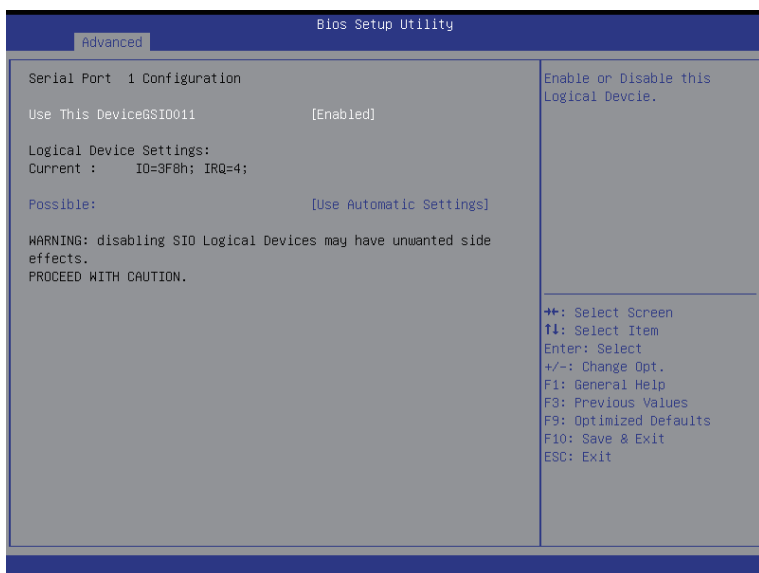 Bios Setup Utility
Advanced
Serial Port 1 Configuration
Use This DeviceGSIO011 [Enabled]
Logical Device Settings:
Current : IO=3F8h; IRQ=4;
Possible: [Use Automatic Settings]
WARNING: disabling SIO Logical Devices may have unwanted side
effects.
PROCEED WITH CAUTION.
Enable or Disable this
Logical Devcie.
→←: Select Screen
↑↓: Select Item
Enter: Select
+/-: Change Opt.
F1: General Help
F3: Previous Values
F9: Optimized Defaults
F10: Save & Exit
ESC: Exit